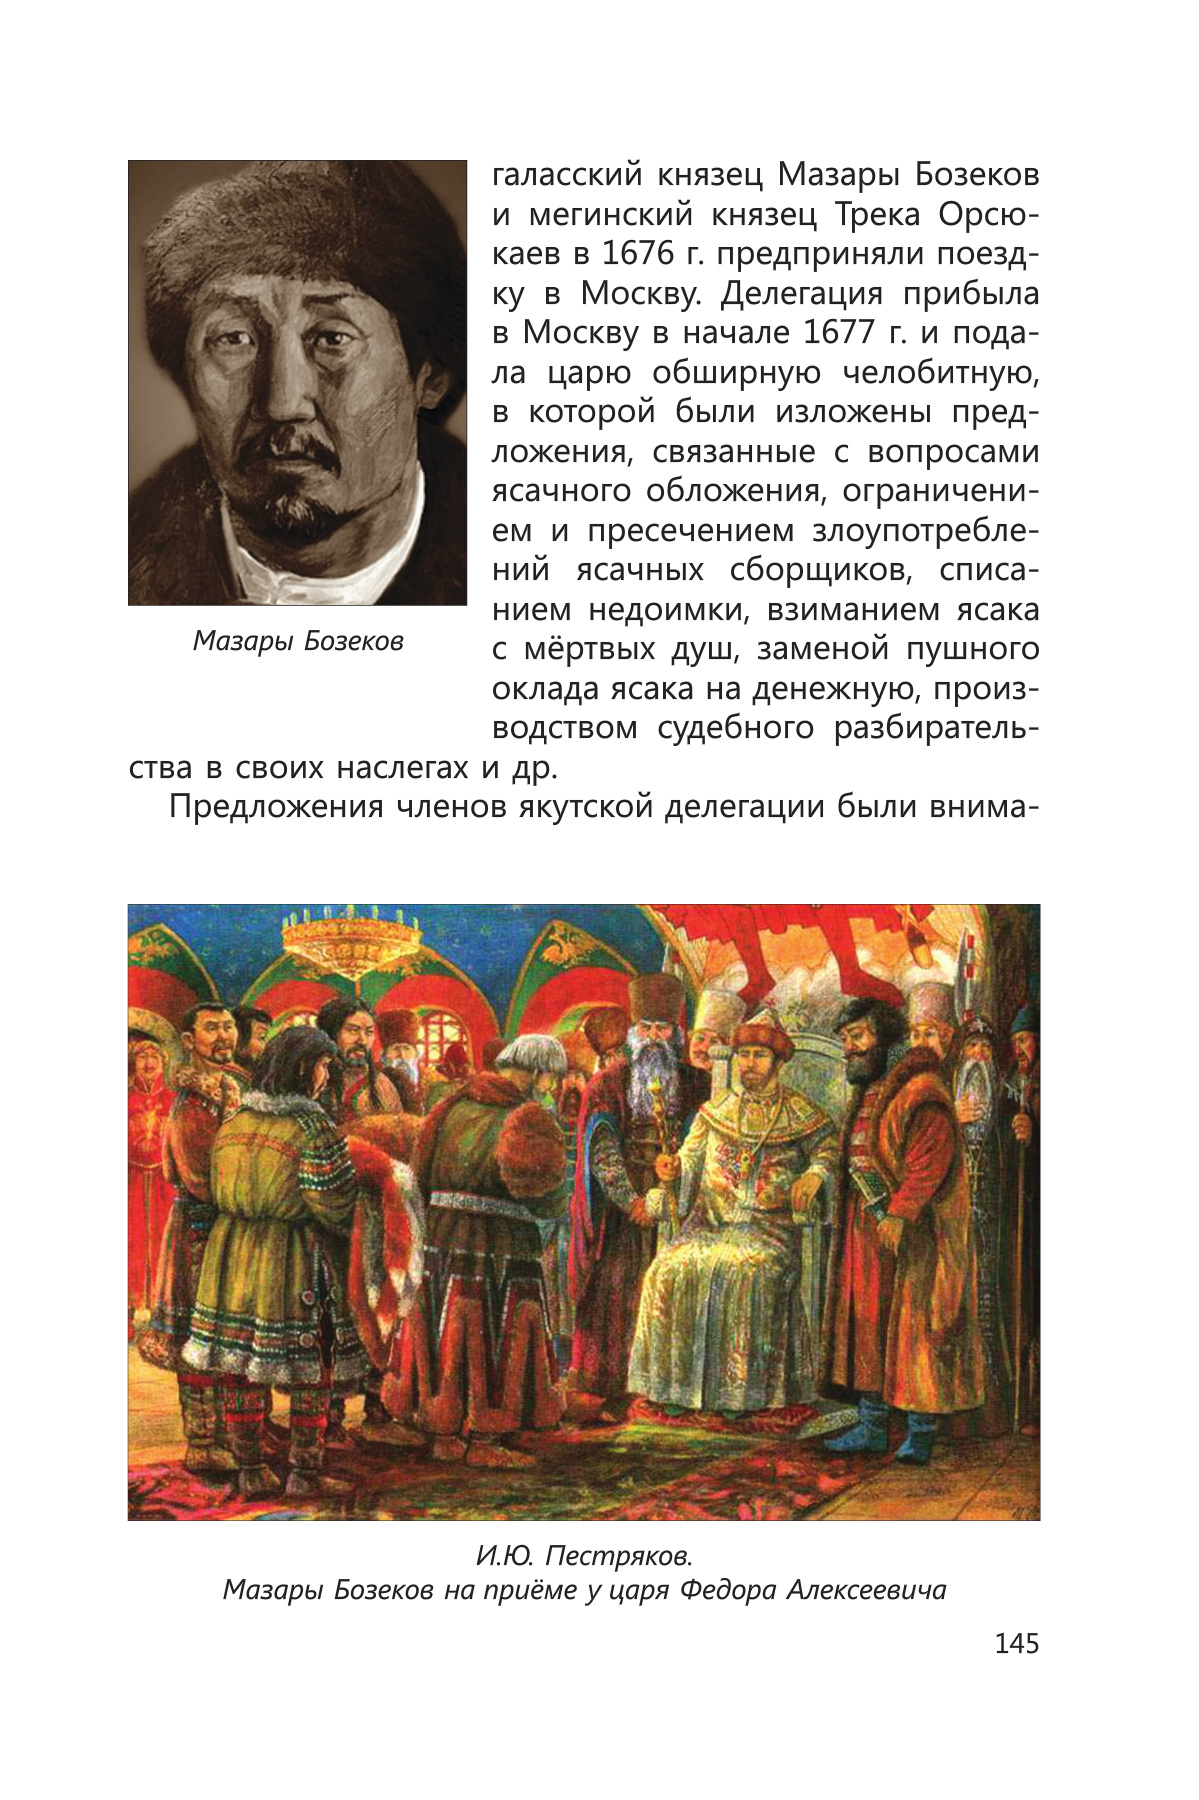 галасский князец Мазары Бозеков
и мегинский князец Трека Орсю-
каев в 1676 г. предприняли поезд-
ку в Москву. Делегация прибыла
в Москву в начале 1677 г. и пода-
ла царю обширную челобитную,
в которой были изложены пред-
ложения, связанные с вопросами
ясачного обложения, ограничени-
ем и пресечением злоупотребле-
ний ясачных сборщиков, списа-
нием недоимки, взиманием ясака
с мёртвых душ, заменой пушного
оклада ясака на денежную, произ-
водством судебного разбиратель-
ства в своих наслегах и др.
Мазары Бозеков
Предложения членов якутской делегации были внима-
И.Ю. Пестряков.
Мазары Бозеков на приёме у царя Федора Алексеевича
145